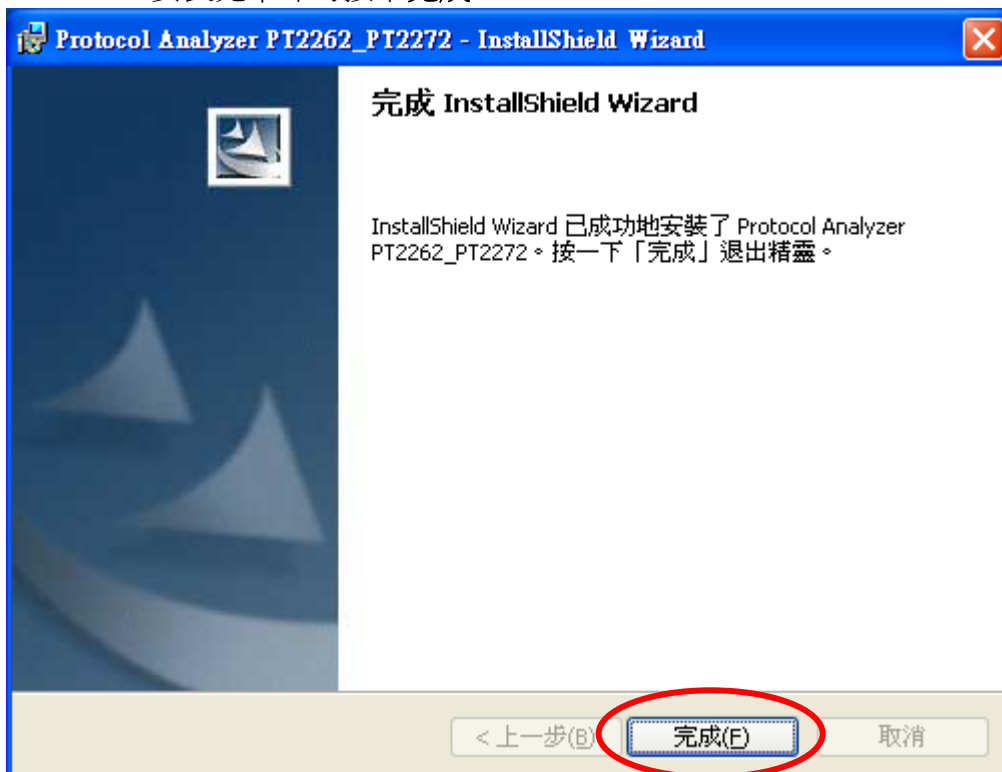 Protocol Analyzer PT2262_PT2272 - InstallShield Wizard
完成 InstallShield Wizard
InstallShield Wizard 已成功地安裝了 Protocol Analyzer
PT2262_PT2272。按一下「完成」退出精靈。
<上一步(B)
完成(F)
取消